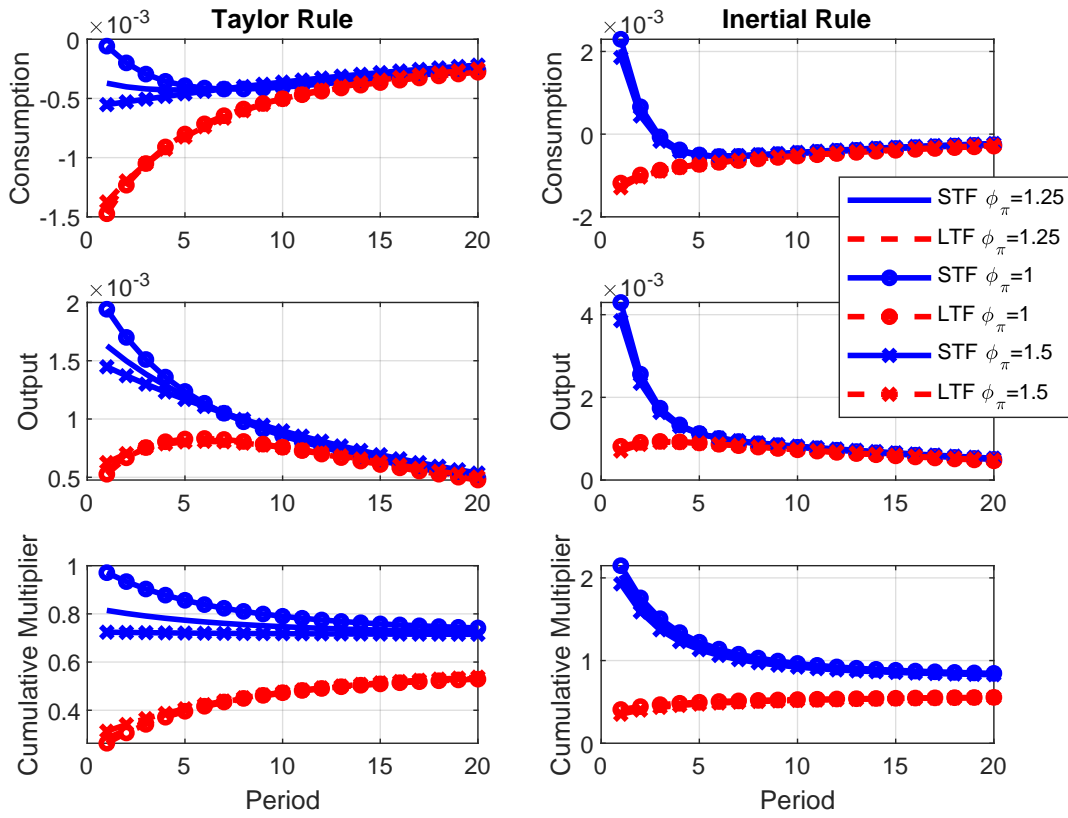 Taylor Rule
×10⁻³
Consumption
0
-0.5
-1
-1.5
0 5 10 15 20
Inertial Rule
×10⁻³
Consumption
2
0
-2
0 5 10 15 20
STF ϕπ=1.25
LTF ϕπ=1.25
STF ϕπ=1
LTF ϕπ=1
STF ϕπ=1.5
LTF ϕπ=1.5
×10⁻³
Output
2
1.5
1
0.5
0 5 10 15 20
×10⁻³
Output
4
2
0
0 5 10 15 20
Cumulative Multiplier
1
0.8
0.6
0.4
0 5 10 15 20
Period
Cumulative Multiplier
2
1
0
0 5 10 15 20
Period